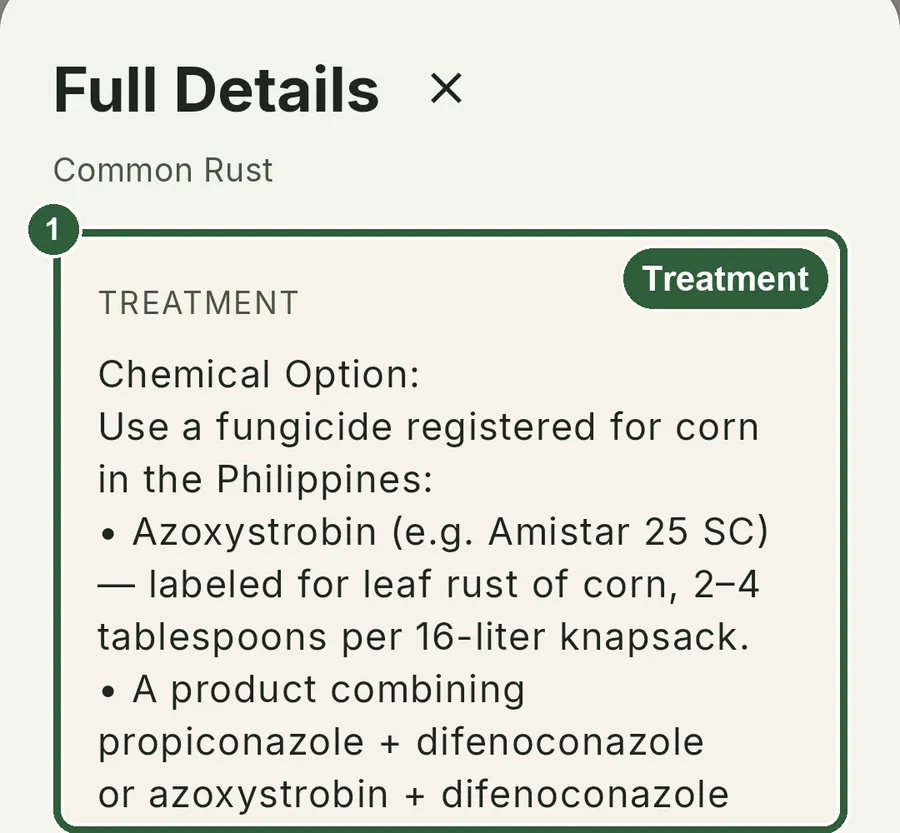 Full Details ×
Common Rust
1
Treatment
TREATMENT
Chemical Option:
Use a fungicide registered for corn
in the Philippines:
• Azoxystrobin (e.g. Amistar 25 SC)
— labeled for leaf rust of corn, 2–4
tablespoons per 16-liter knapsack.
• A product combining
propiconazole + difenoconazole
or azoxystrobin + difenoconazole